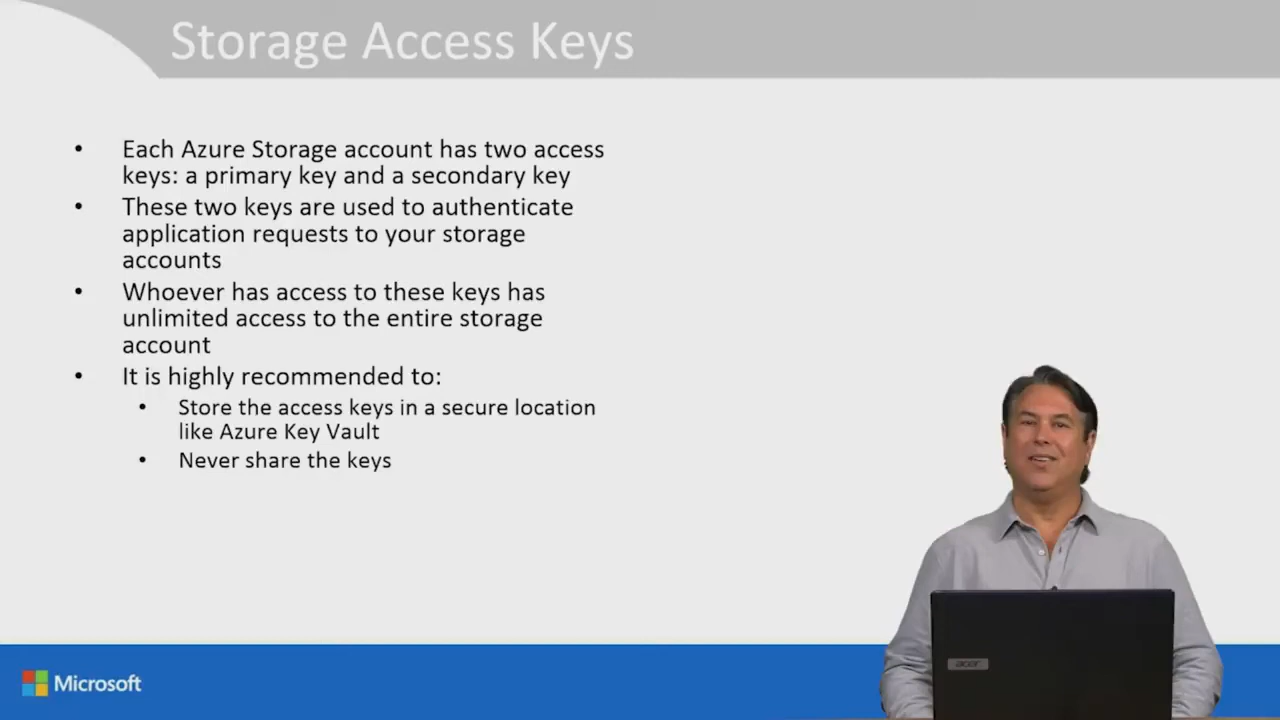 Storage Access Keys
• Each Azure Storage account has two access
keys: a primary key and a secondary key
• These two keys are used to authenticate
application requests to your storage
accounts
• Whoever has access to these keys has
unlimited access to the entire storage
account
• It is highly recommended to:
• Store the access keys in a secure location
like Azure Key Vault
• Never share the keys
acer
Microsoft